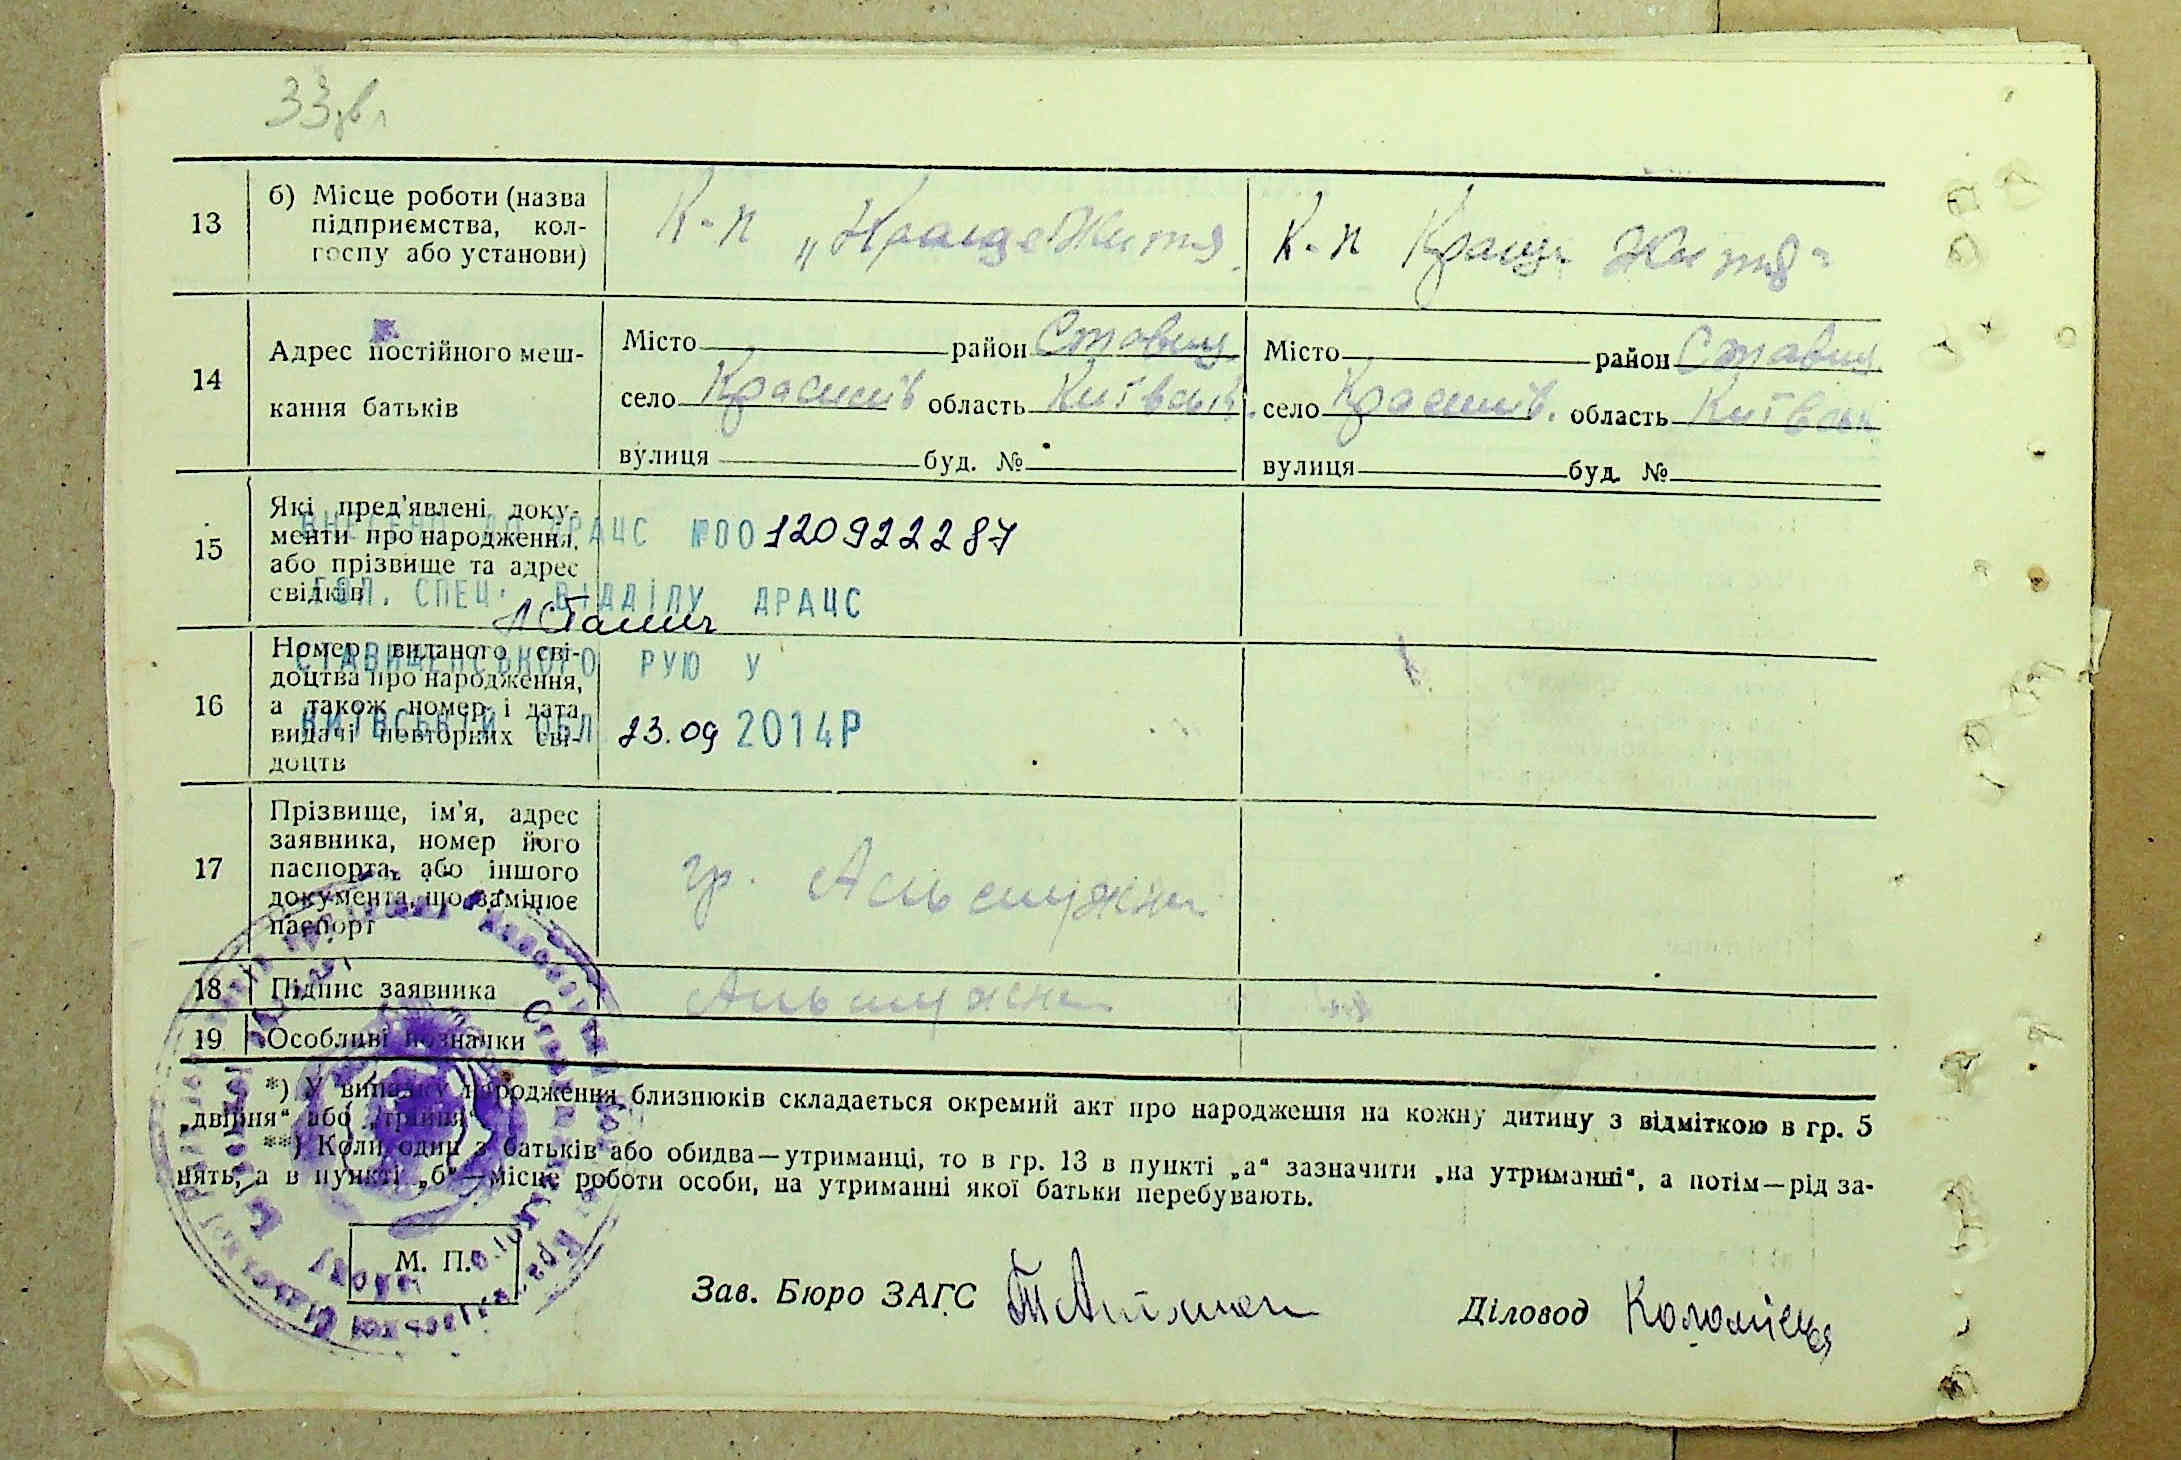 33 зв.
13
б) Місце роботи (назва
підприємства, кол-
госпу або установи)
К-п „Краще Життя
К-п Краще Життя"
14
Адрес постійного меш-
кання батьків
Місто район Ставищ
село область Київськ.
вулиця буд. №
Місто район Ставищ
село область Київськ
вулиця буд. №
15
Які пред'явлені доку-
менти про народження,
або прізвище та адрес
свідків
ВНЕСЕНО ДО ДРАЦС №00120922287
ГОЛ. СПЕЦ. ВІДДІЛУ ДРАЦС
16
Номер виданого сві-
доцтва про народження,
а також номер і дата
видачі повторних сві-
доцтв
СТАВИЩЕНСЬКОГО РУЮ У
КИЇВСЬКІЙ ОБЛ 23.09 2014Р
17
Прізвище, ім'я, адрес
заявника, номер його
паспорта, або іншого
документа, що заміцює
паспорт
гр.
18 Підпис заявника
19 Особливі позначки
*) У випадку народження близнюків складається окремий акт про народження на кожну дитину з відміткою в гр. 5
„двійня“ або „трійня“
**) Коли один з батьків або обидва—утриманці, то в гр. 13 в пункті „а“ зазначити „на утриманні“, а потім—рід за-
нять, а в пункті „б“—місце роботи особи, на утриманні якої батьки перебувають.
М. П.
Зав. Бюро ЗАГС
Діловод Коломієць